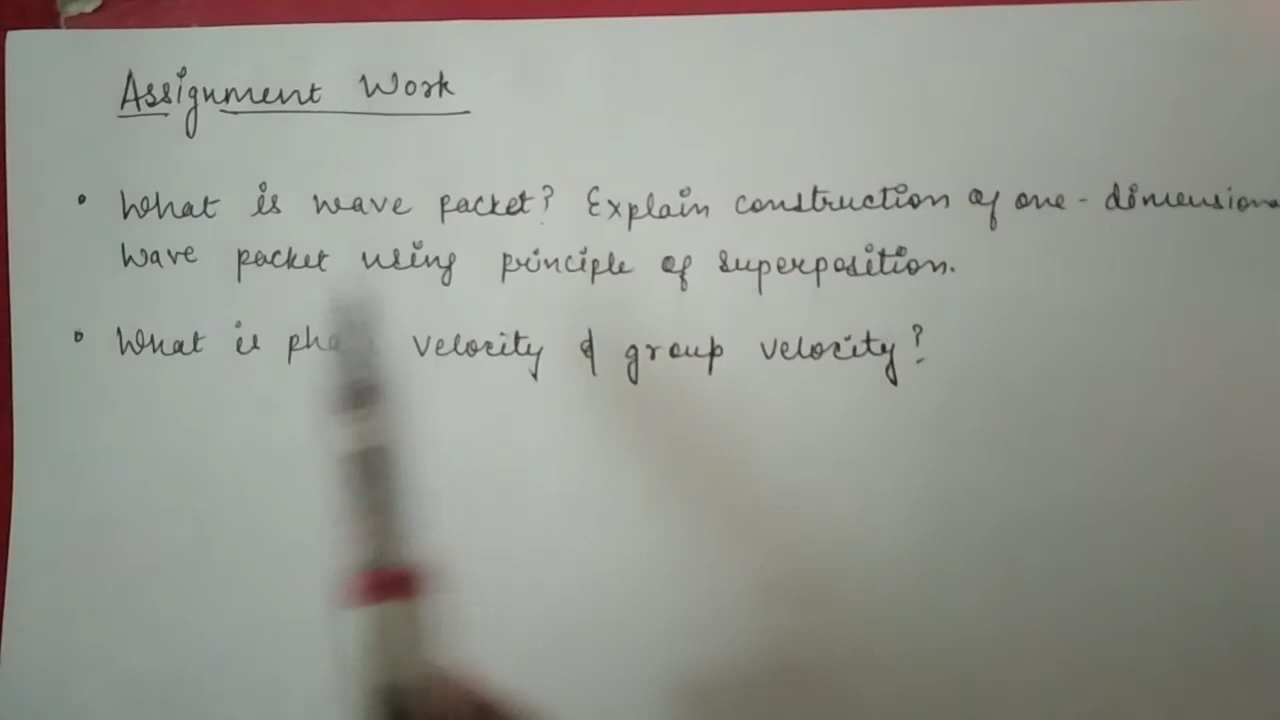 Assignment Work
• What is wave packet? Explain construction of one-dimension
wave packet using principle of superposition.
• What is velocity & group velocity?